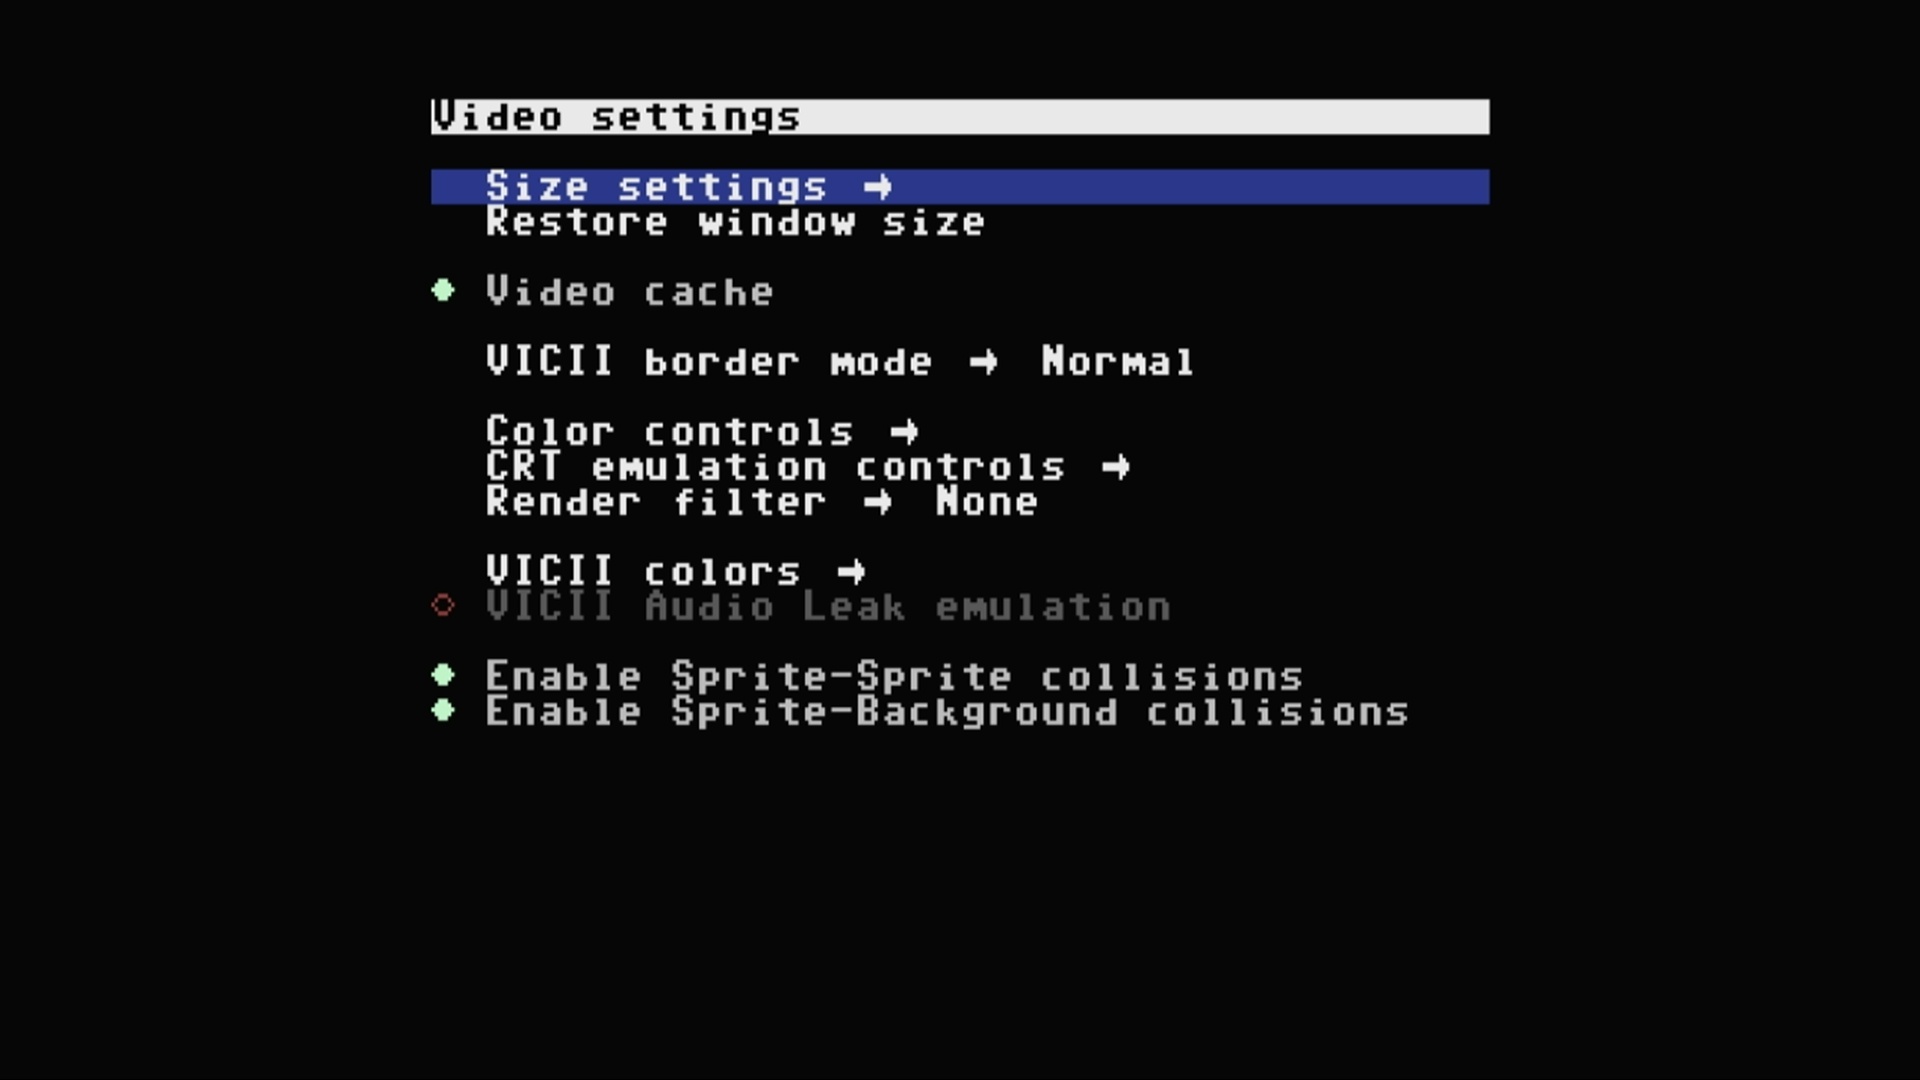 Video settings
Size settings →
Restore window size
Video cache
VICII border mode → Normal
Color controls →
CRT emulation controls →
Render filter → None
VICII colors →
VICII Audio Leak emulation
Enable Sprite-Sprite collisions
Enable Sprite-Background collisions